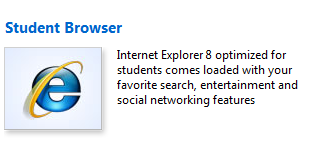 Student Browser
Internet Explorer 8 optimized for
students comes loaded with your
favorite search, entertainment and
social networking features